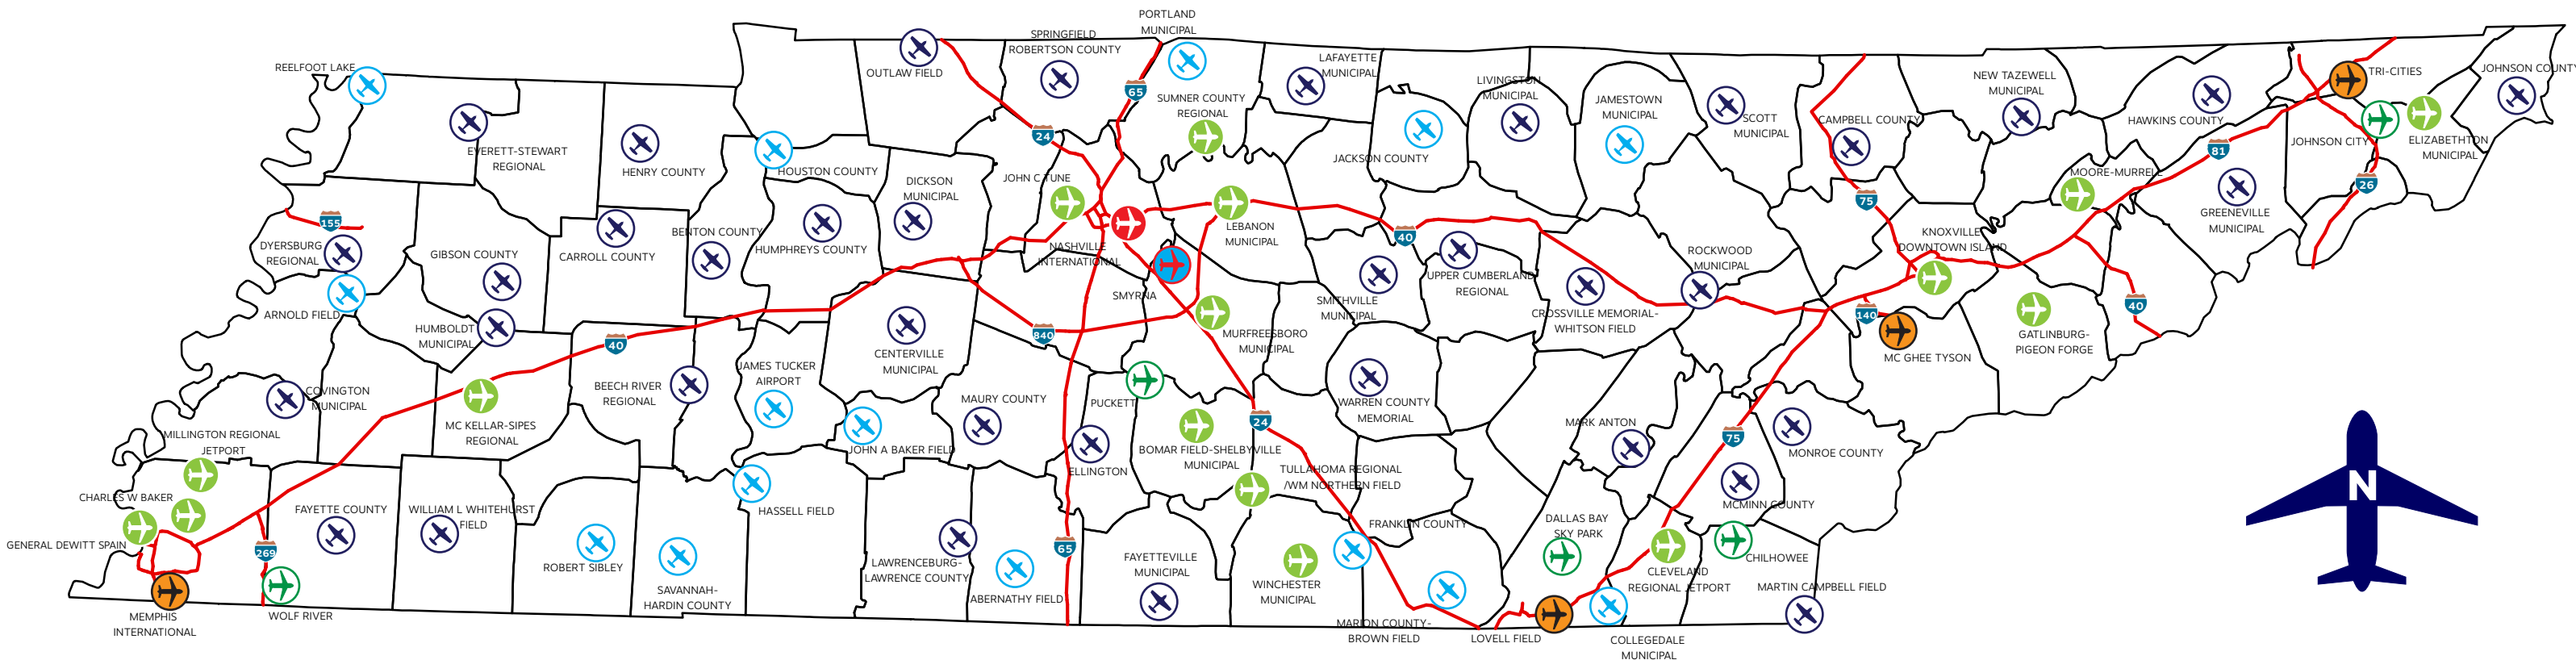 PORTLAND
MUNICIPAL
SPRINGFIELD
ROBERTSON COUNTY
REELFOOT LAKE
OUTLAW FIELD
65
LAFAYETTE
MUNICIPAL
SUMNER COUNTY
REGIONAL
LIVINGSTON
MUNICIPAL
JAMESTOWN
MUNICIPAL
SCOTT
MUNICIPAL
CAMPBELL COUNTY
NEW TAZEWELL
MUNICIPAL
HAWKINS COUNTY
TRI-CITIES
JOHNSON COUNTY
JOHNSON CITY
ELIZABETHTON
MUNICIPAL
81
26
24
EVERETT-STEWART
REGIONAL
HENRY COUNTY
HOUSTON COUNTY
DICKSON
MUNICIPAL
JOHN C TUNE
JACKSON COUNTY
75
MOORE-MURRELL
GREENEVILLE
MUNICIPAL
155
DYERSBURG
REGIONAL
GIBSON COUNTY
CARROLL COUNTY
BENTON COUNTY
HUMPHREYS COUNTY
NASHVILLE
INTERNATIONAL
LEBANON
MUNICIPAL
40
UPPER CUMBERLAND
REGIONAL
ROCKWOOD
MUNICIPAL
KNOXVILLE
DOWNTOWN ISLAND
ARNOLD FIELD
HUMBOLDT
MUNICIPAL
40
SMYRNA
840
MURFREESBORO
MUNICIPAL
SMITHVILLE
MUNICIPAL
CROSSVILLE MEMORIAL-
WHITSON FIELD
140
MC GHEE TYSON
GATLINBURG-
PIGEON FORGE
40
COVINGTON
MUNICIPAL
MC KELLAR-SIPES
REGIONAL
BEECH RIVER
REGIONAL
JAMES TUCKER
AIRPORT
CENTERVILLE
MUNICIPAL
JOHN A BAKER FIELD
MAURY COUNTY
PUCKETT
ELLINGTON
BOMAR FIELD-SHELBYVILLE
MUNICIPAL
24
WARREN COUNTY
MEMORIAL
MARK ANTON
75
MONROE COUNTY
MILLINGTON REGIONAL
JETPORT
CHARLES W BAKER
GENERAL DEWITT SPAIN
FAYETTE COUNTY
WILLIAM L WHITEHURST
FIELD
HASSELL FIELD
TULLAHOMA REGIONAL
/WM NORTHERN FIELD
FRANKLIN COUNTY
DALLAS BAY
SKY PARK
MCMINN COUNTY
CHILHOWEE
269
ROBERT SIBLEY
SAVANNAH-
HARDIN COUNTY
LAWRENCEBURG-
LAWRENCE COUNTY
ABERNATHY FIELD
65
FAYETTEVILLE
MUNICIPAL
WINCHESTER
MUNICIPAL
CLEVELAND
REGIONAL JETPORT
MARTIN CAMPBELL FIELD
MEMPHIS
INTERNATIONAL
WOLF RIVER
MARION COUNTY-
BROWN FIELD
LOVELL FIELD
COLLEGEDALE
MUNICIPAL
N